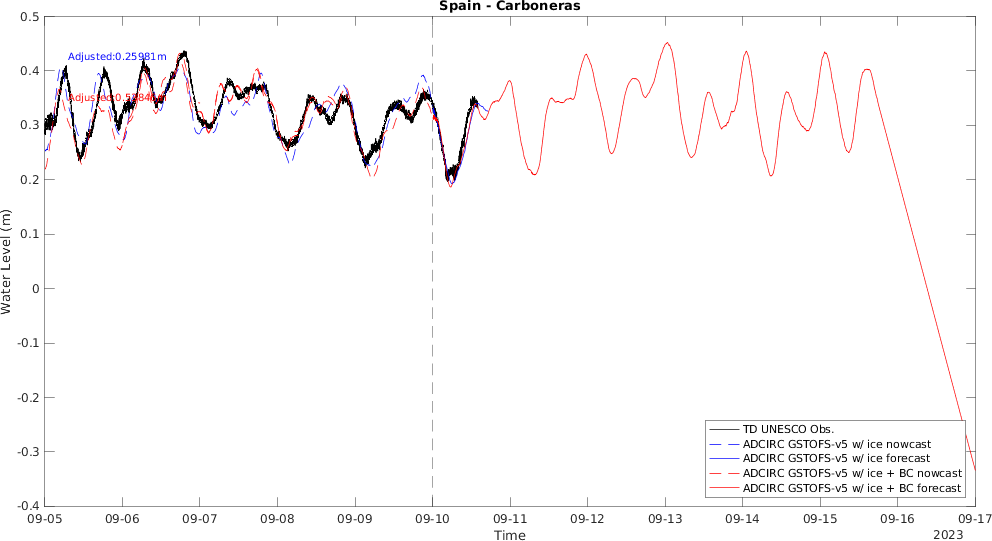 Spain - Carboneras
0.5
0.4
0.3
0.2
0.1
0
-0.1
-0.2
-0.3
-0.4
Water Level (m)
Adjusted:0.25981m
TD UNESCO Obs.
ADCIRC GSTOFS-v5 w/ ice nowcast
ADCIRC GSTOFS-v5 w/ ice forecast
ADCIRC GSTOFS-v5 w/ ice + BC nowcast
ADCIRC GSTOFS-v5 w/ ice + BC forecast
09-05 09-06 09-07 09-08 09-09 09-10 09-11 09-12 09-13 09-14 09-15 09-16 09-17
Time
2023